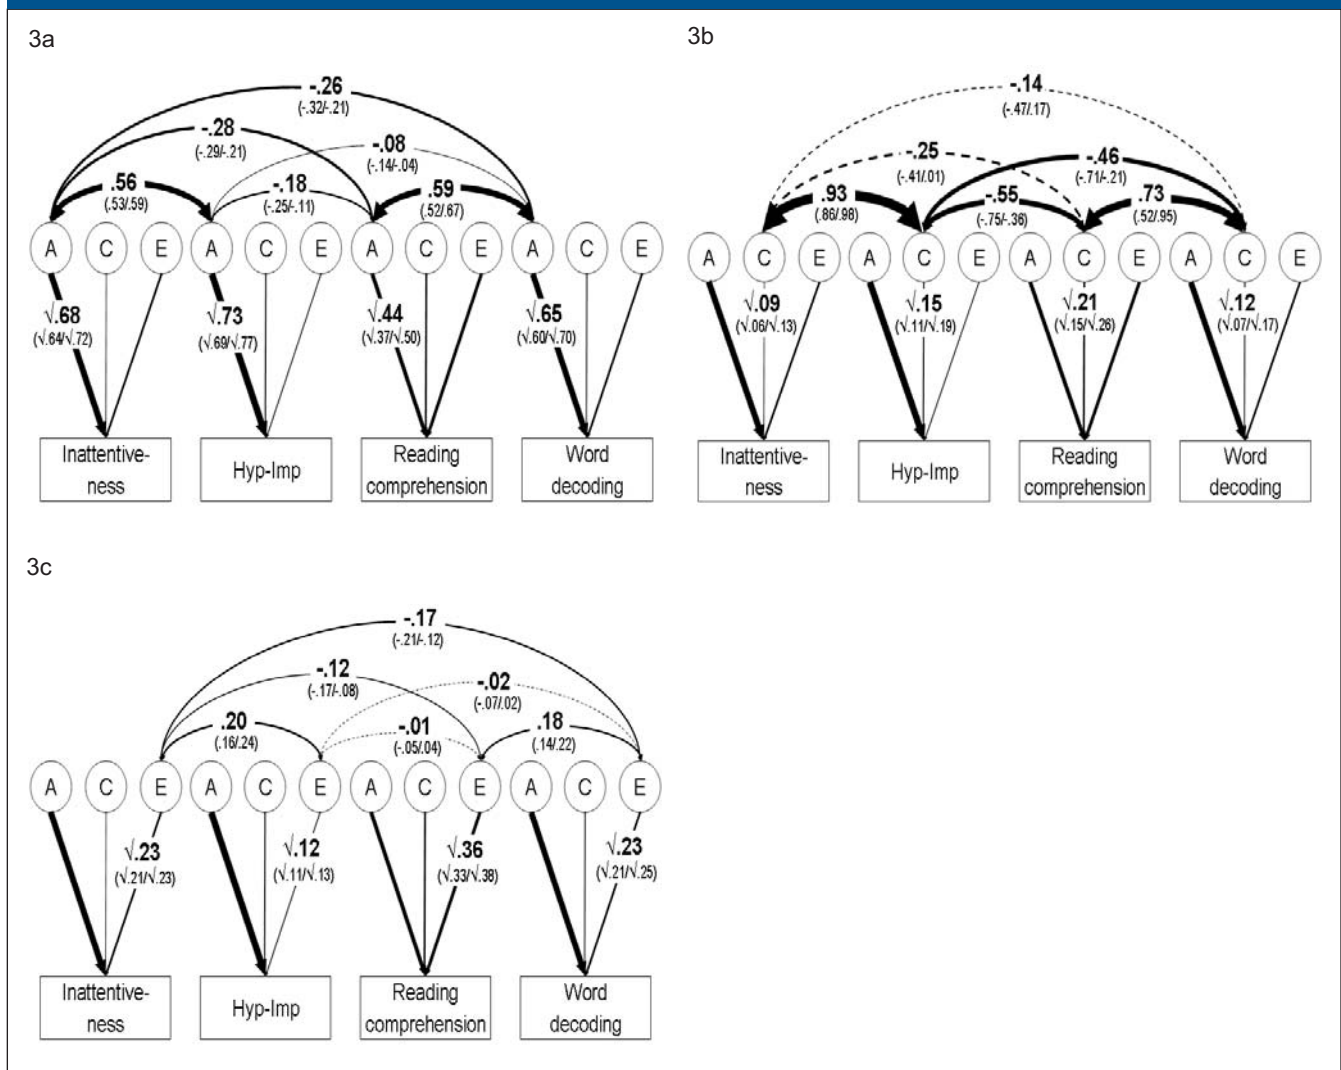 3a
-.26
(-.32/-.21)
-.28
(-.29/-.21)
-.08
(-.14/-.04)
.56
(.53/.59)
-.18
(-.25/-.11)
.59
(.52/.67)
A C E A C E A C E A C E
√.68
(√.64/√.72)
√.73
(√.69/√.77)
√.44
(√.37/√.50)
√.65
(√.60/√.70)
Inattentive-
ness
Hyp-Imp
Reading
comprehension
Word
decoding
3b
-.14
(-.47/.17)
-.25
(-.41/.01)
-.46
(-.71/-.21)
.93
(.86/.98)
-.55
(-.75/-.36)
.73
(.52/.95)
A C E A C E A C E A C E
√.09
(√.06/√.13)
√.15
(√.11/√.19)
√.21
(√.15/√.26)
√.12
(√.07/√.17)
Inattentive-
ness
Hyp-Imp
Reading
comprehension
Word
decoding
3c
-.17
(-.21/-.12)
-.12
(-.17/-.08)
-.02
(-.07/.02)
.20
(.16/.24)
-.01
(-.05/.04)
.18
(.14/.22)
A C E A C E A C E A C E
√.23
(√.21/√.23)
√.12
(√.11/√.13)
√.36
(√.33/√.38)
√.23
(√.21/√.25)
Inattentive-
ness
Hyp-Imp
Reading
comprehension
Word
decoding